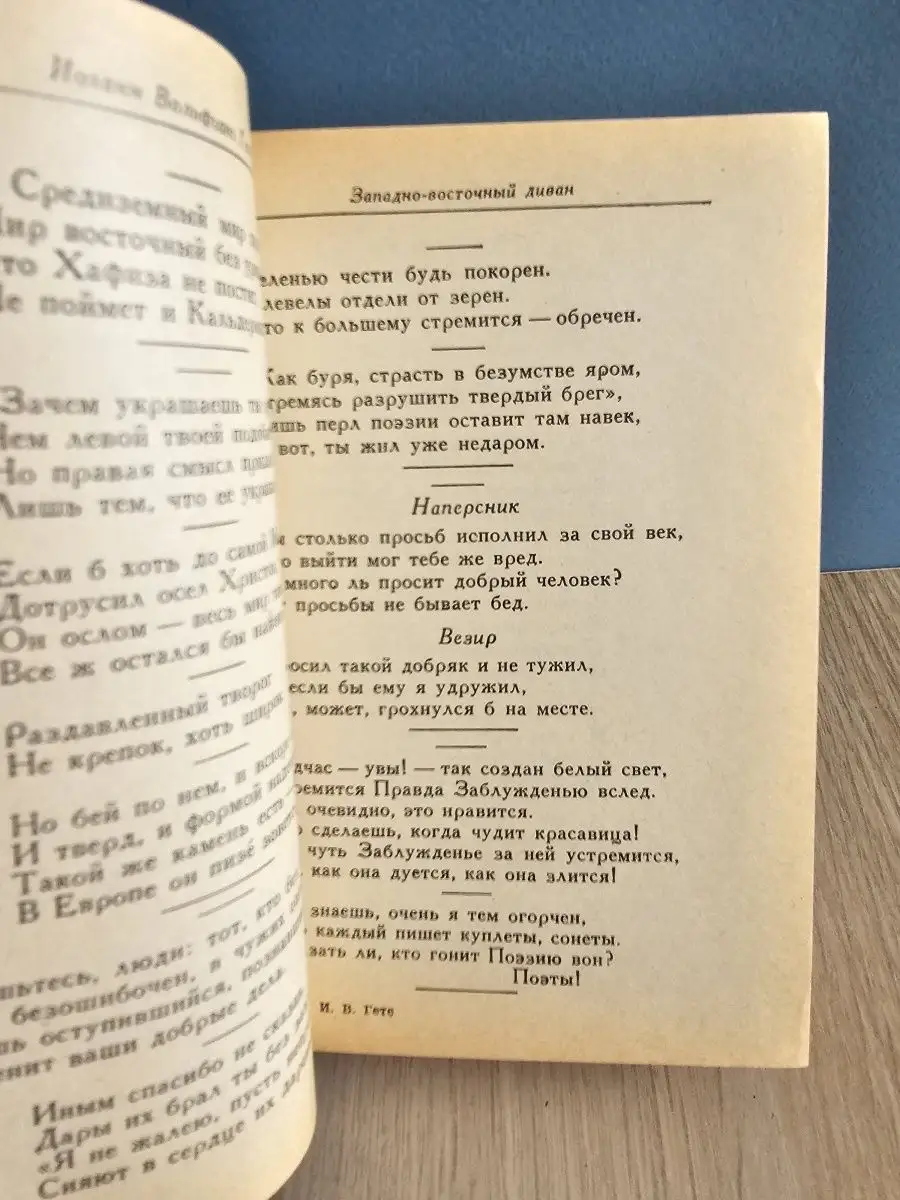 Иоганн Вольфганг
Средиземный мир
Мир восточный без
Хафиза не
Не поймет и
Зачем украшаешь
Чем левой твоей
Но правая смысл
Лишь тем, что ее
Если б хоть до самой
Дотрусил осел
Он ослом — весь мир
Все ж остался бы
Раздавленный творог
Не крепок, хоть широк
Но бей по нем, и вскоре
И тверд, и формой
Такой же камень есть
В Европе он пизе́
люди: тот, кто
безошибочен, в чужих
оступившийся,
ваши добрые дела.
Иным спасибо не
Дары их брал ты без
«Я не жалею, пусть
Сияют в сердце их
Западно-восточный диван
еленью чести будь покорен.
левелы отдели от зерен.
то к большему стремится — обречен.
Как буря, страсть в безумстве яром,
тремясь разрушить твердый брег»,
ишь перл поэзии оставит там навек,
вот, ты жил уже недаром.
Наперсник
столько просьб исполнил за свой век,
о выйти мог тебе же вред.
много ль просит добрый человек?
просьбы не бывает бед.
Везир
осил такой добряк и не тужил,
если бы ему я удружил,
, может, грохнулся б на месте.
дчас — увы! — так создан белый свет,
ремится Правда Заблужденью вслед.
очевидно, это нравится.
сделаешь, когда чудит красавица!
чуть Заблужденье за ней устремится,
как она дуется, как она злится!
знаешь, очень я тем огорчен,
каждый пишет куплеты, сонеты.
зать ли, кто гонит Поэзию вон?
Поэты!
И. В. Гете